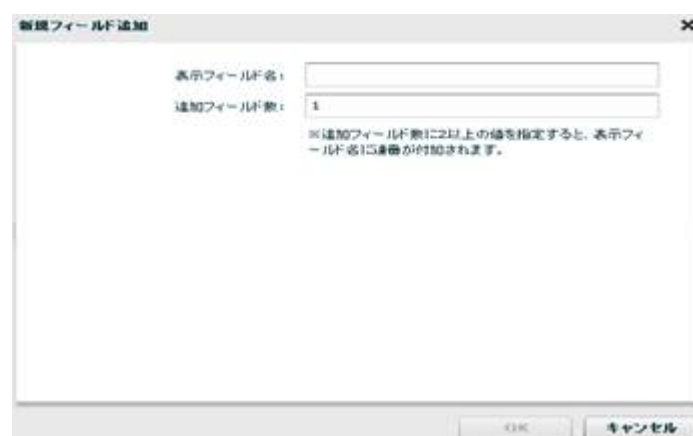 新規フィールド追加
表示フィールド名:
追加フィールド数: 1
※追加フィールド数に2以上の値を指定すると、表示フィ
ールド名に連番が付加されます。
OK キャンセル